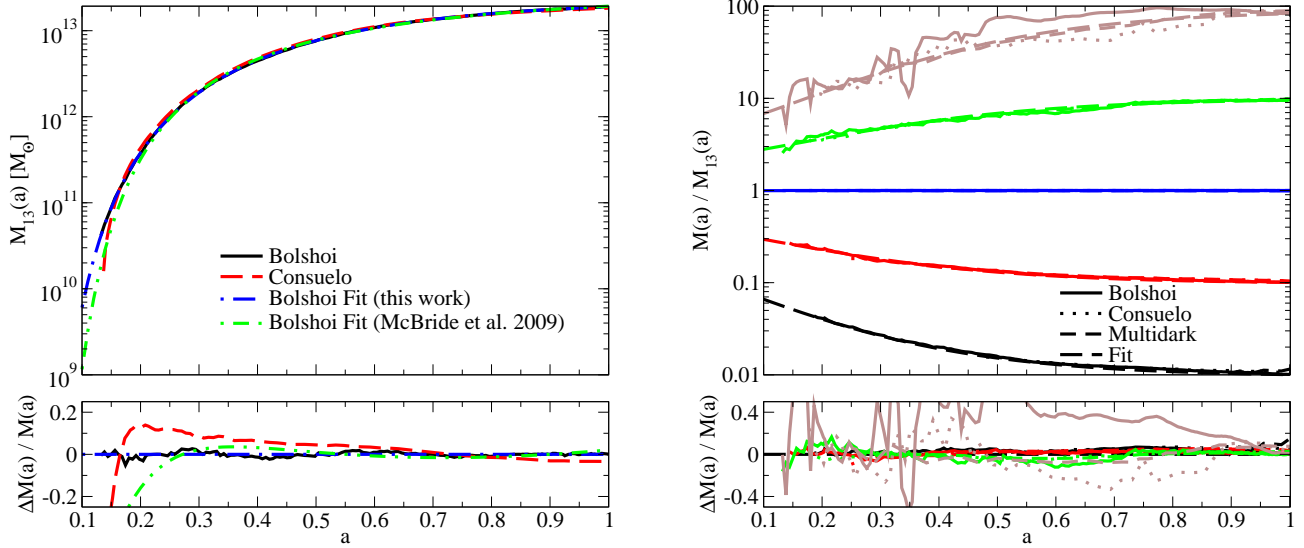 10^13
10^12
10^11
10^10
10^9
M_13(a) [M_⊙]
Bolshoi
Consuelo
Bolshoi Fit (this work)
Bolshoi Fit (McBride et al. 2009)
0.2
0
-0.2
ΔM(a) / M(a)
0.1 0.2 0.3 0.4 0.5 0.6 0.7 0.8 0.9 1
a
100
10
1
0.1
0.01
M(a) / M_13(a)
Bolshoi
Consuelo
Multidark
Fit
0.4
0
-0.4
ΔM(a) / M(a)
0.1 0.2 0.3 0.4 0.5 0.6 0.7 0.8 0.9 1
a